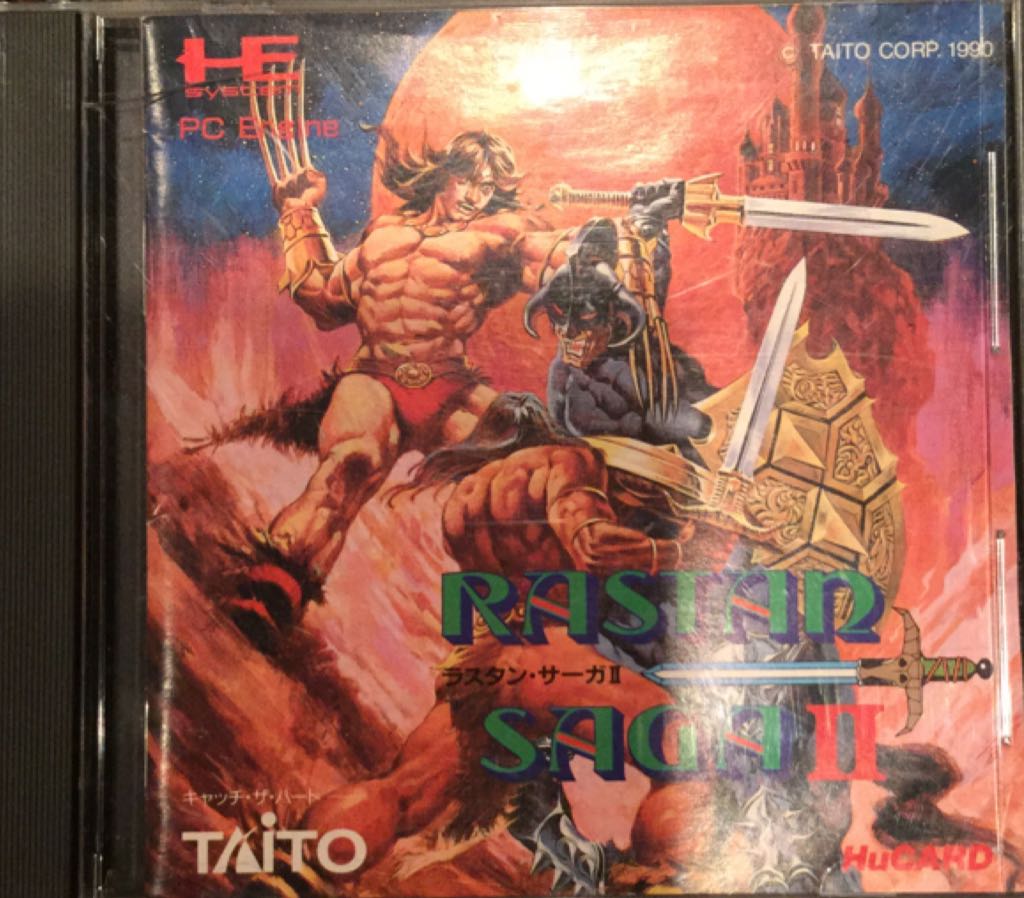 HE
system
PC Engine
© TAITO CORP. 1990
RASTAN
ラスタン・サーガⅡ
SAGA II
キャッチ・ザ・ハート
TAITO
HuCARD